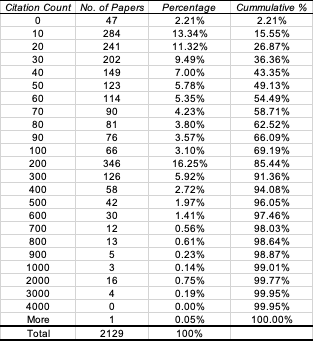 Citation Count No. of Papers Percentage Cummulative %
0 47 2.21% 2.21%
10 284 13.34% 15.55%
20 241 11.32% 26.87%
30 202 9.49% 36.36%
40 149 7.00% 43.35%
50 123 5.78% 49.13%
60 114 5.35% 54.49%
70 90 4.23% 58.71%
80 81 3.80% 62.52%
90 76 3.57% 66.09%
100 66 3.10% 69.19%
200 346 16.25% 85.44%
300 126 5.92% 91.36%
400 58 2.72% 94.08%
500 42 1.97% 96.05%
600 30 1.41% 97.46%
700 12 0.56% 98.03%
800 13 0.61% 98.64%
900 5 0.23% 98.87%
1000 3 0.14% 99.01%
2000 16 0.75% 99.77%
3000 4 0.19% 99.95%
4000 0 0.00% 99.95%
More 1 0.05% 100.00%
Total 2129 100%